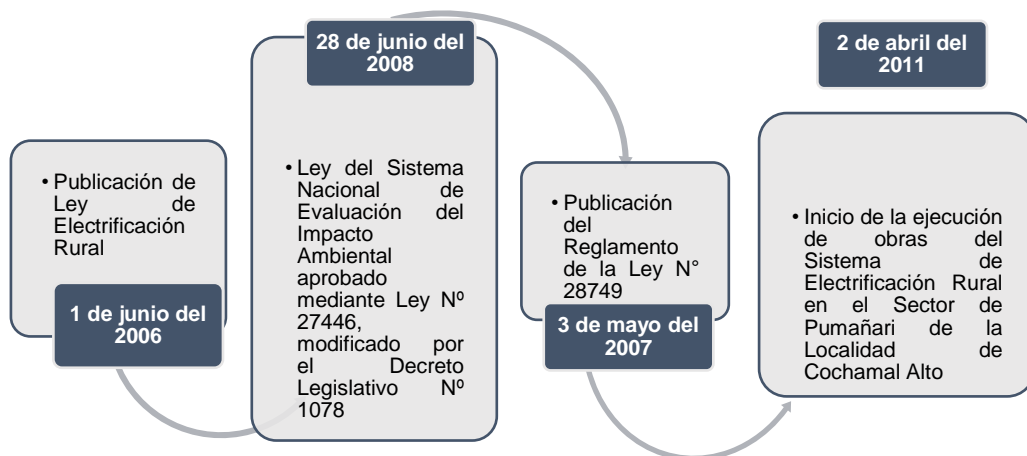 • Publicación de
Ley de
Electrificación
Rural
1 de junio del
2006
28 de junio del
2008
• Ley del Sistema
Nacional de
Evaluación del
Impacto
Ambiental
aprobado
mediante Ley Nº
27446,
modificado por
el Decreto
Legislativo Nº
1078
• Publicación
del
Reglamento
de la Ley N°
28749
3 de mayo del
2007
2 de abril del
2011
• Inicio de la ejecución
de obras del
Sistema de
Electrificación Rural
en el Sector de
Pumañari de la
Localidad de
Cochamal Alto